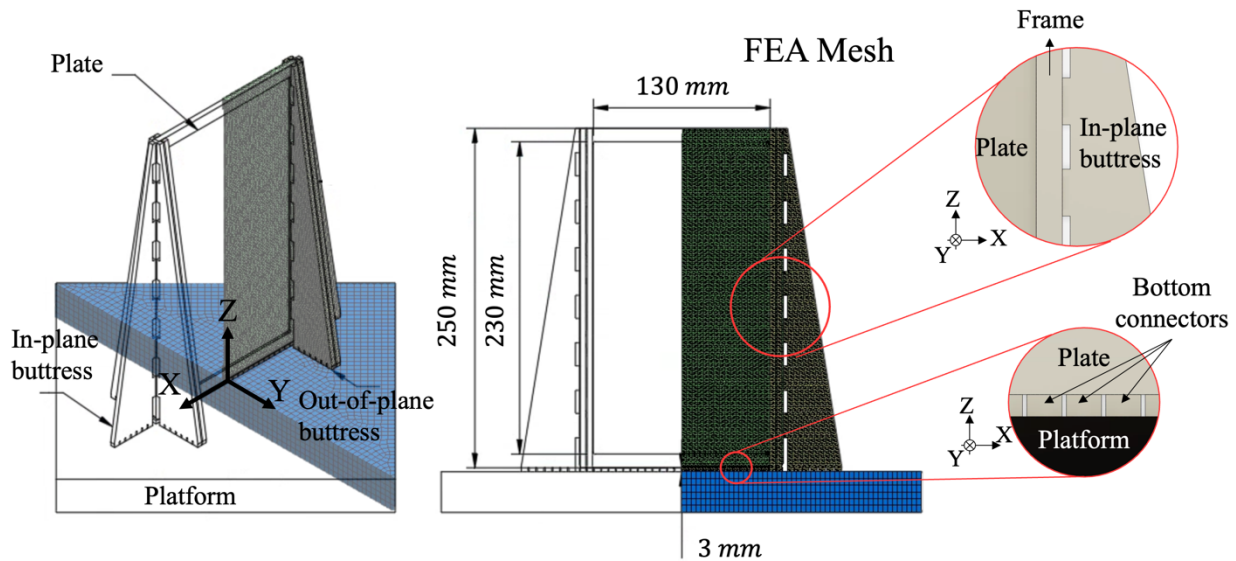 Plate
In-plane
buttress
Z
X
Y
Out-of-plane
buttress
Platform
FEA Mesh
130 mm
250 mm
230 mm
3 mm
Frame
Plate
In-plane
buttress
Z
Y
X
Bottom
connectors
Plate
Z
Y
X
Platform